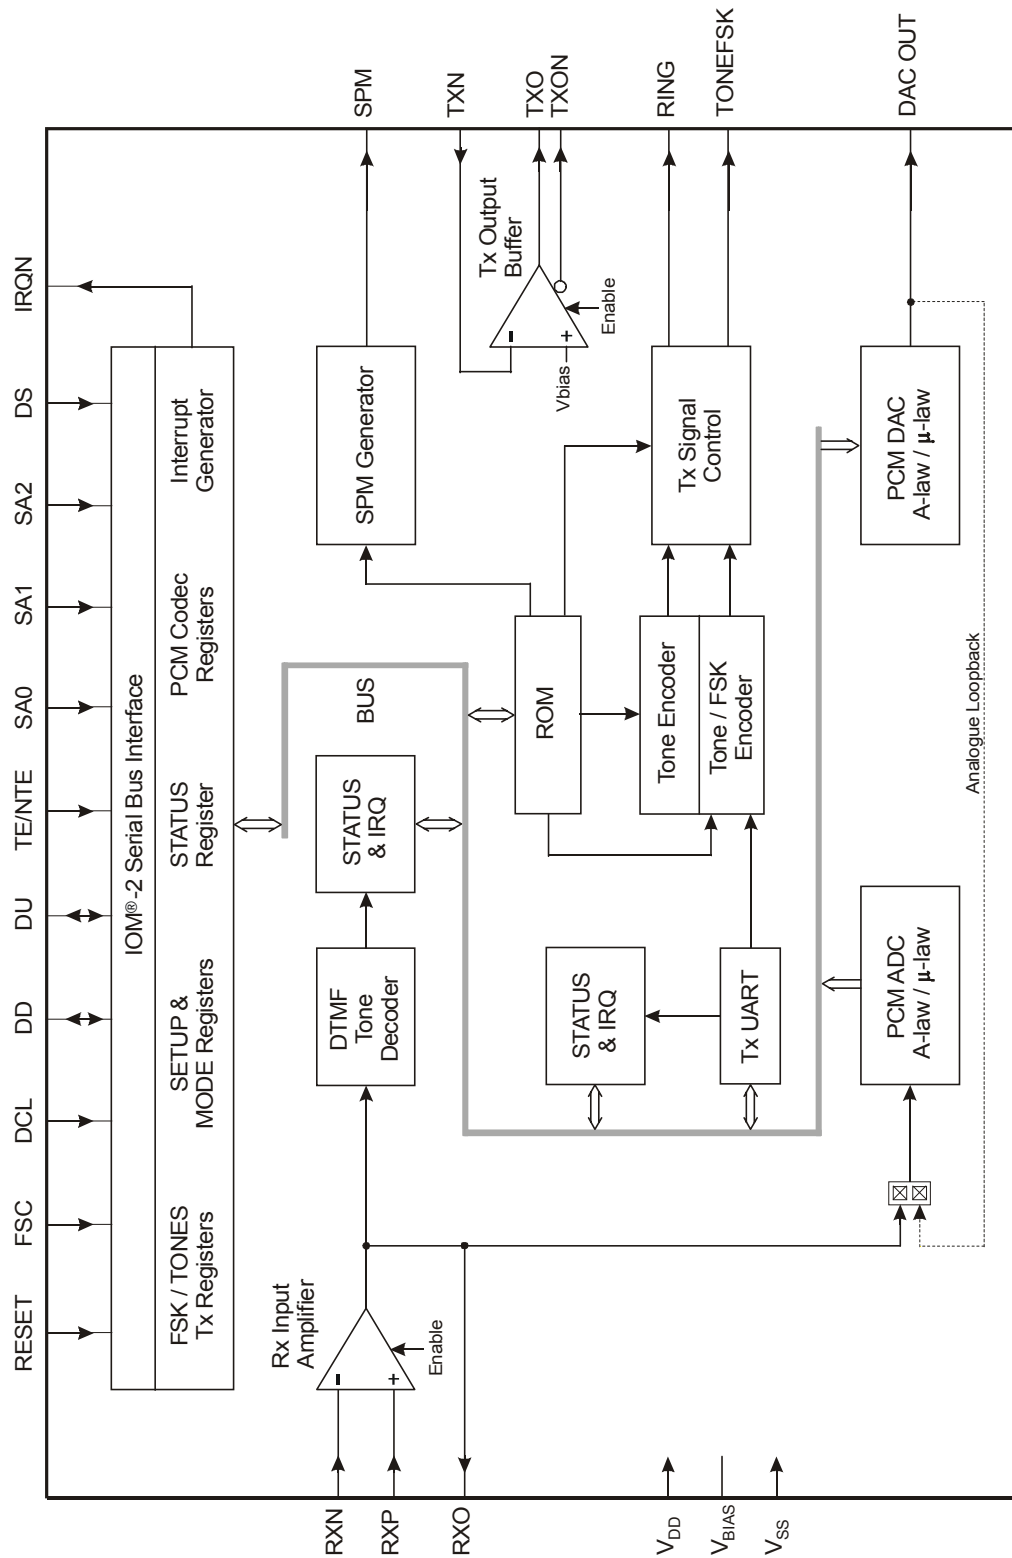 RESET
FSC
DCL
DD
DU
TE/NTE
SA0
SA1
SA2
DS
IRQN
IOM®-2 Serial Bus Interface
FSK / TONES
Tx Registers
SETUP &
MODE Registers
STATUS
Register
PCM Codec
Registers
Interrupt
Generator
RXN
RXP
RXO
Rx Input
Amplifier
Enable
DTMF
Tone
Decoder
STATUS
& IRQ
BUS
SPM Generator
SPM
TXN
Tx Output
Buffer
Vbias
Enable
TXO
TXON
ROM
STATUS
& IRQ
Tx UART
Tone Encoder
Tone / FSK
Encoder
Tx Signal
Control
RING
TONEFSK
VDD
VBIAS
VSS
PCM ADC
A-law / µ-law
PCM DAC
A-law / µ-law
DAC OUT
Analogue Loopback